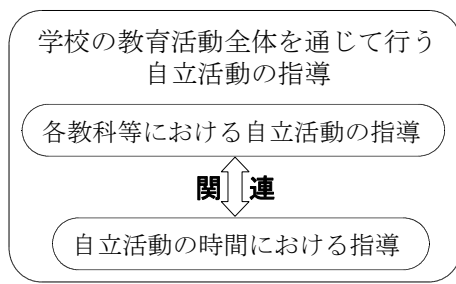 学校の教育活動全体を通じて行う
自立活動の指導
各教科等における自立活動の指導
関連
自立活動の時間における指導